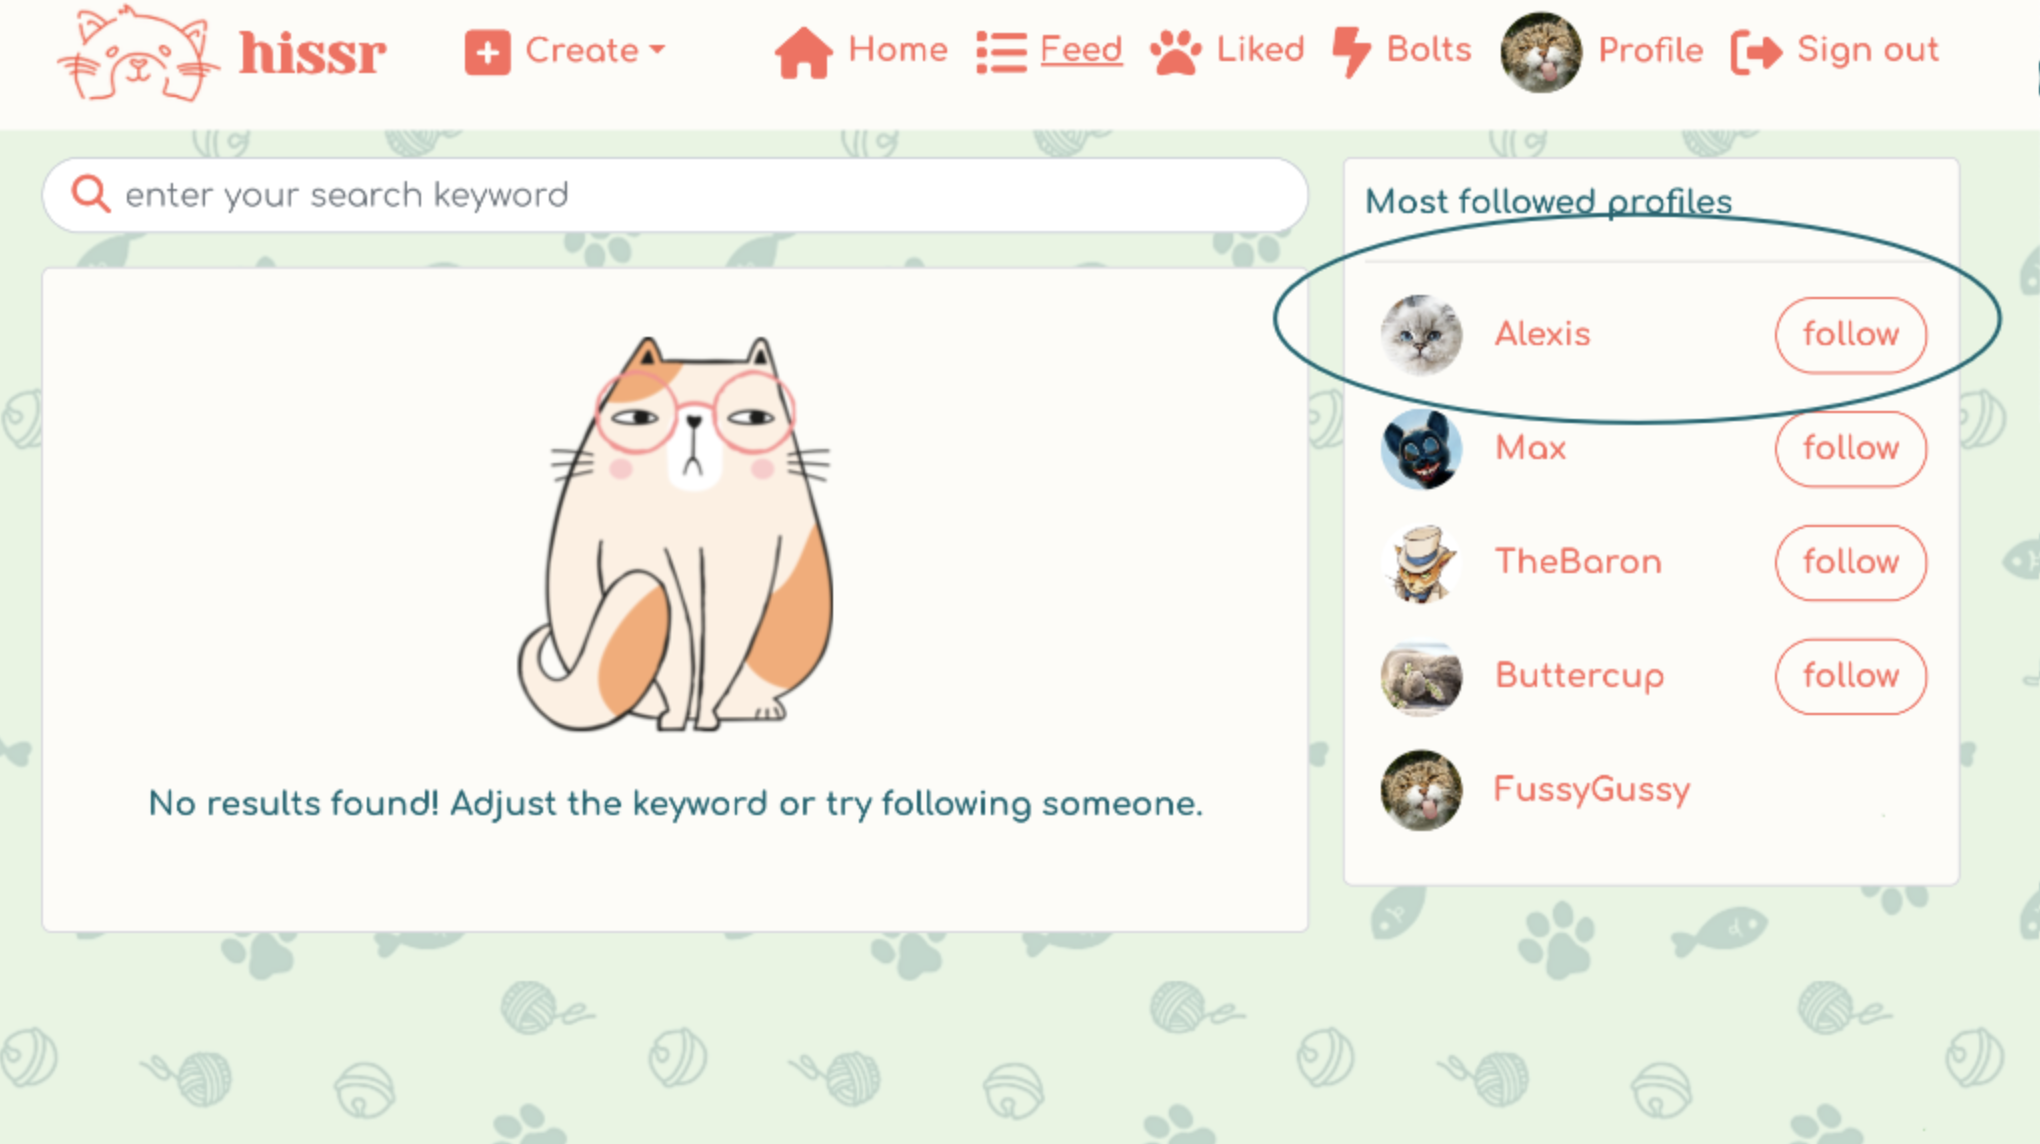 hissr Create Home Feed Liked Bolts Profile Sign out
enter your search keyword
No results found! Adjust the keyword or try following someone.
Most followed profiles
Alexis follow
Max follow
TheBaron follow
Buttercup follow
FussyGussy